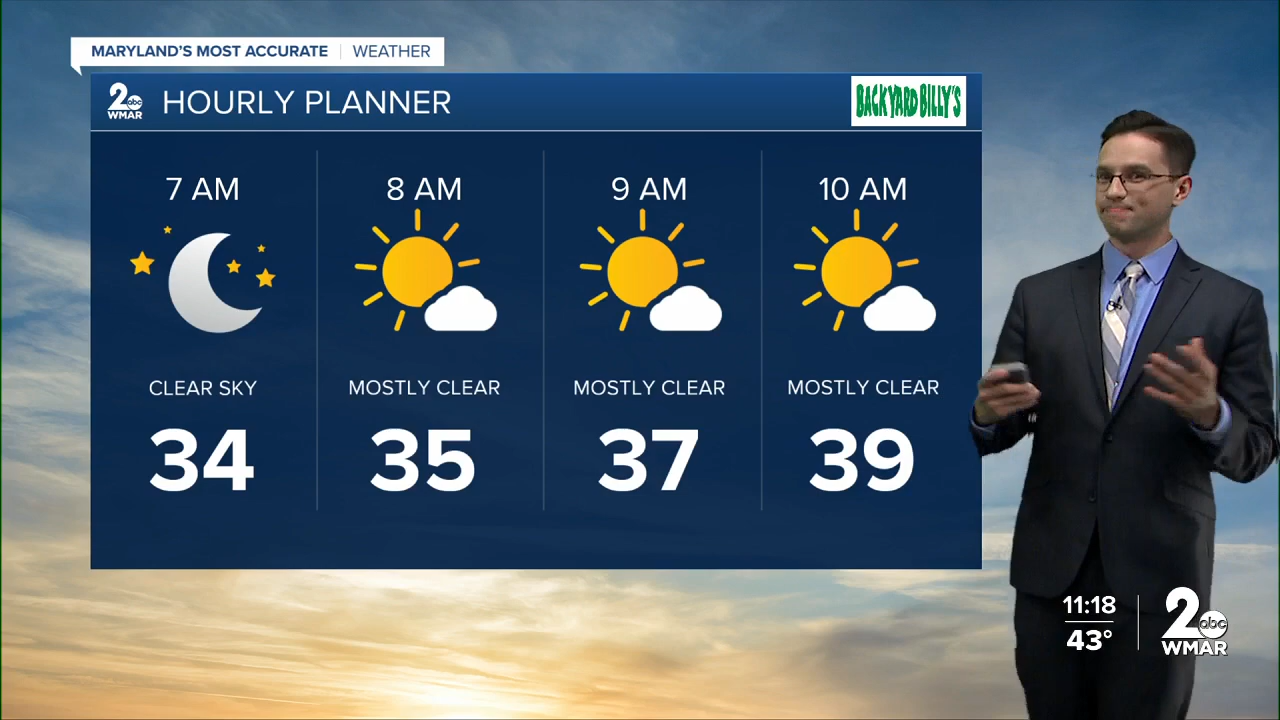 MARYLAND'S MOST ACCURATE | WEATHER
2 abc WMAR
HOURLY PLANNER
BACKYARD BILLY'S
7 AM
8 AM
9 AM
10 AM
CLEAR SKY
MOSTLY CLEAR
MOSTLY CLEAR
MOSTLY CLEAR
34
35
37
39
11:18
43°
2 abc
WMAR